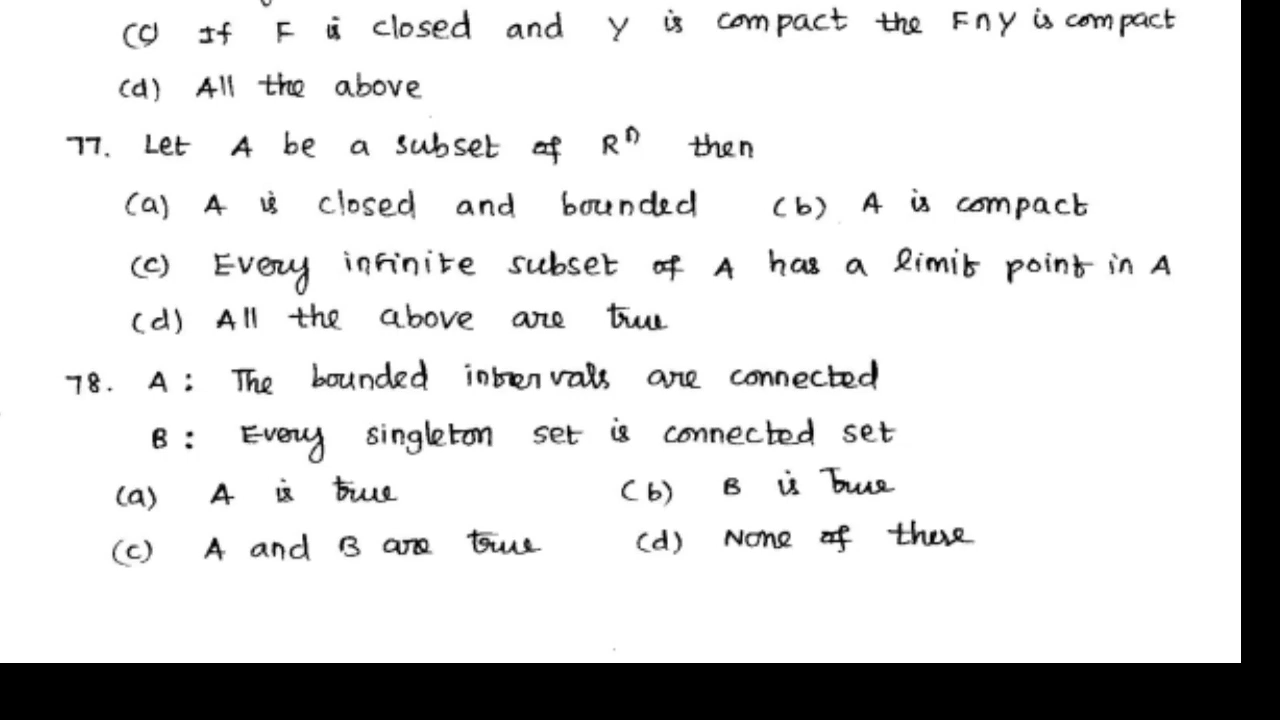 (c) If F is closed and Y is compact the F∩Y is compact
(d) All the above
77. Let A be a subset of Rⁿ then
(a) A is closed and bounded (b) A is compact
(c) Every infinite subset of A has a limit point in A
(d) All the above are true
78. A: The bounded intervals are connected
B: Every singleton set is connected set
(a) A is true (b) B is True
(c) A and B are true (d) None of these